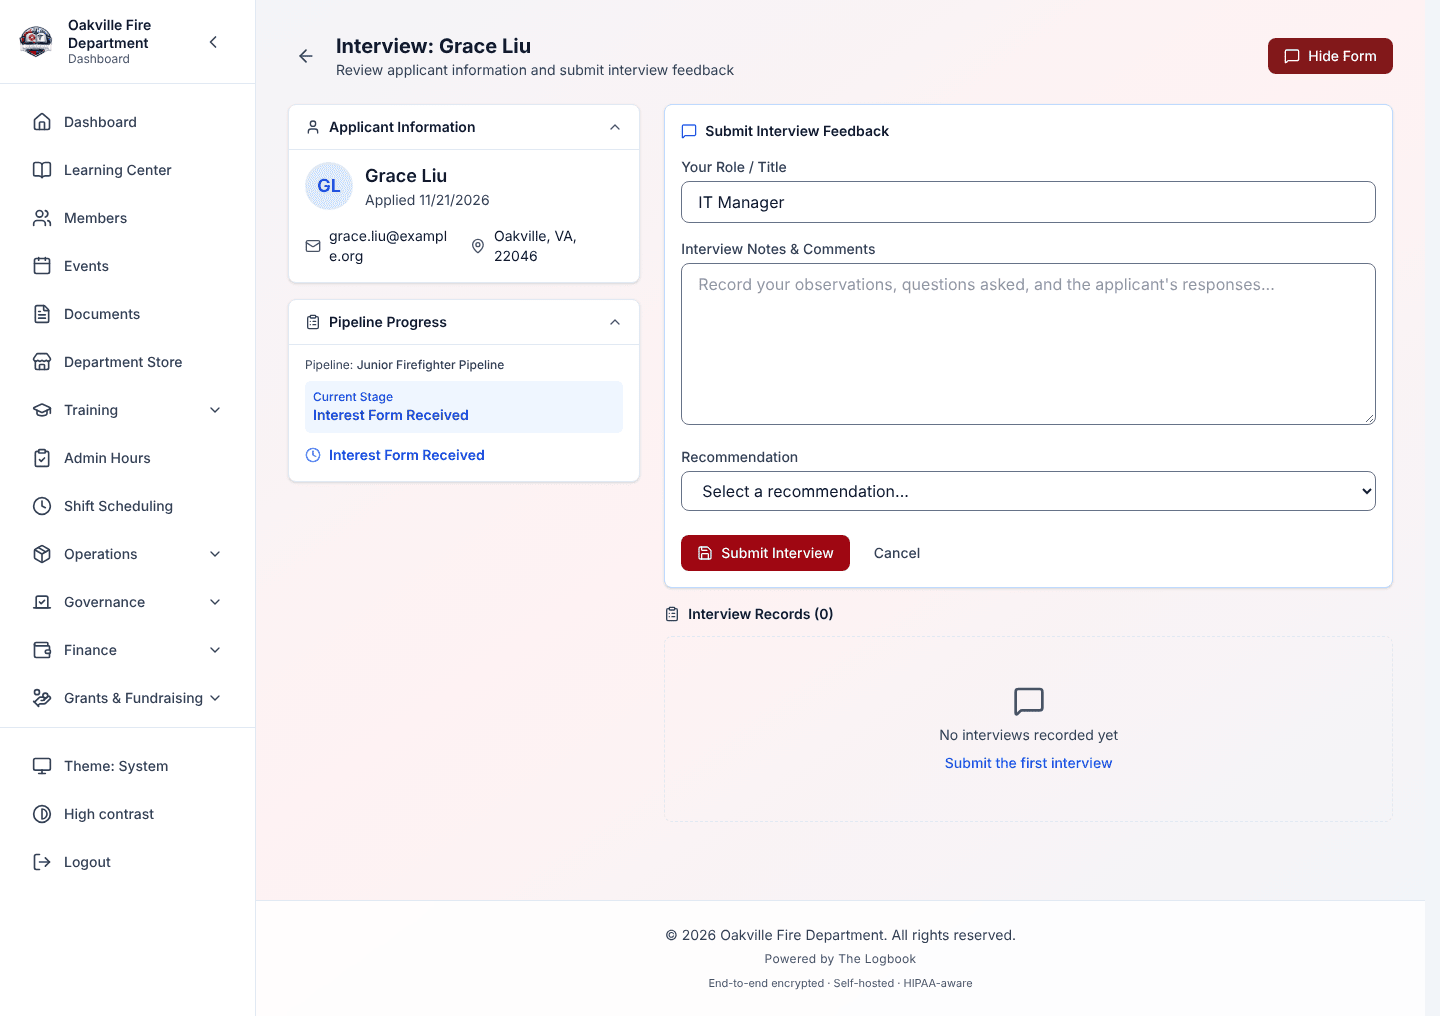 Oakville Fire
Department
Dashboard
Dashboard
Learning Center
Members
Events
Documents
Department Store
Training
Admin Hours
Shift Scheduling
Operations
Governance
Finance
Grants & Fundraising
Theme: System
High contrast
Logout
Interview: Grace Liu
Review applicant information and submit interview feedback
Hide Form
Applicant Information
GL
Grace Liu
Applied 11/21/2026
grace.liu@exampl
e.org
Oakville, VA,
22046
Pipeline Progress
Pipeline: Junior Firefighter Pipeline
Current Stage
Interest Form Received
Interest Form Received
Submit Interview Feedback
Your Role / Title
IT Manager
Interview Notes & Comments
Record your observations, questions asked, and the applicant's responses...
Recommendation
Select a recommendation...
Submit Interview
Cancel
Interview Records (0)
No interviews recorded yet
Submit the first interview
© 2026 Oakville Fire Department. All rights reserved.
Powered by The Logbook
End-to-end encrypted · Self-hosted · HIPAA-aware